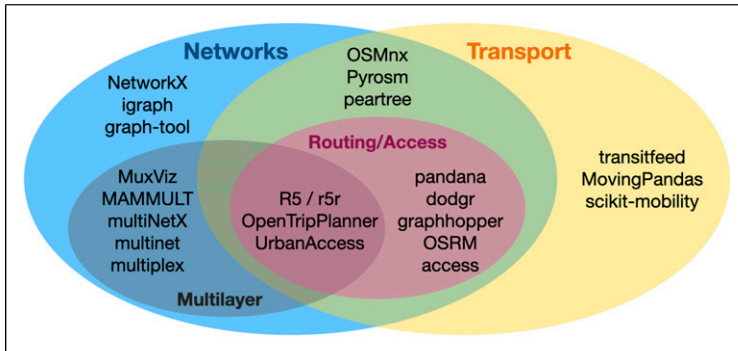 Networks
Transport
NetworkX
igraph
graph-tool
OSMnx
Pyrosm
peartree
Routing/Access
MuxViz
MAMMULT
multiNetX
multinet
multiplex
Multilayer
R5 / r5r
OpenTripPlanner
UrbanAccess
pandana
dodgr
graphhopper
OSRM
access
transitfeed
MovingPandas
scikit-mobility